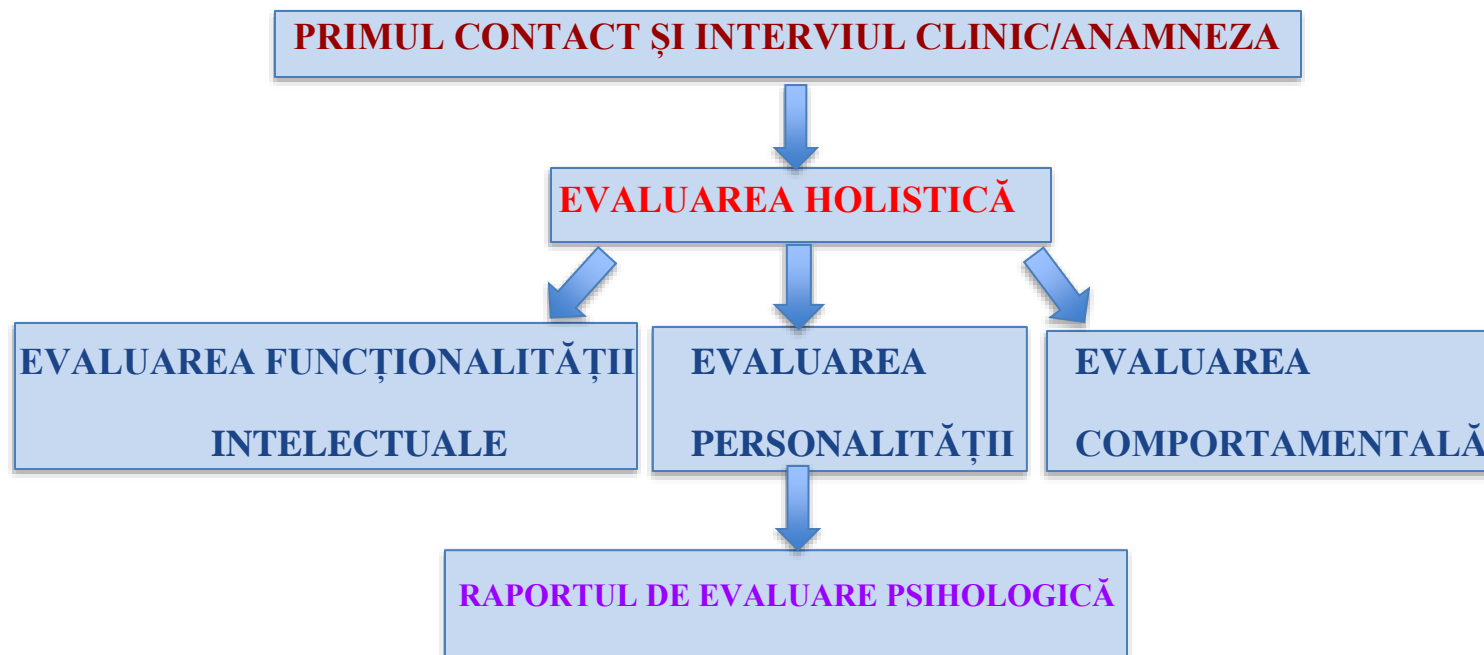 PRIMUL CONTACT ȘI INTERVIUL CLINIC/ANAMNEZA
EVALUAREA HOLISTICĂ
EVALUAREA FUNCȚIONALITĂȚII
INTELECTUALE
EVALUAREA
PERSONALITĂȚII
EVALUAREA
COMPORTAMENTALĂ
RAPORTUL DE EVALUARE PSIHOLOGICĂ